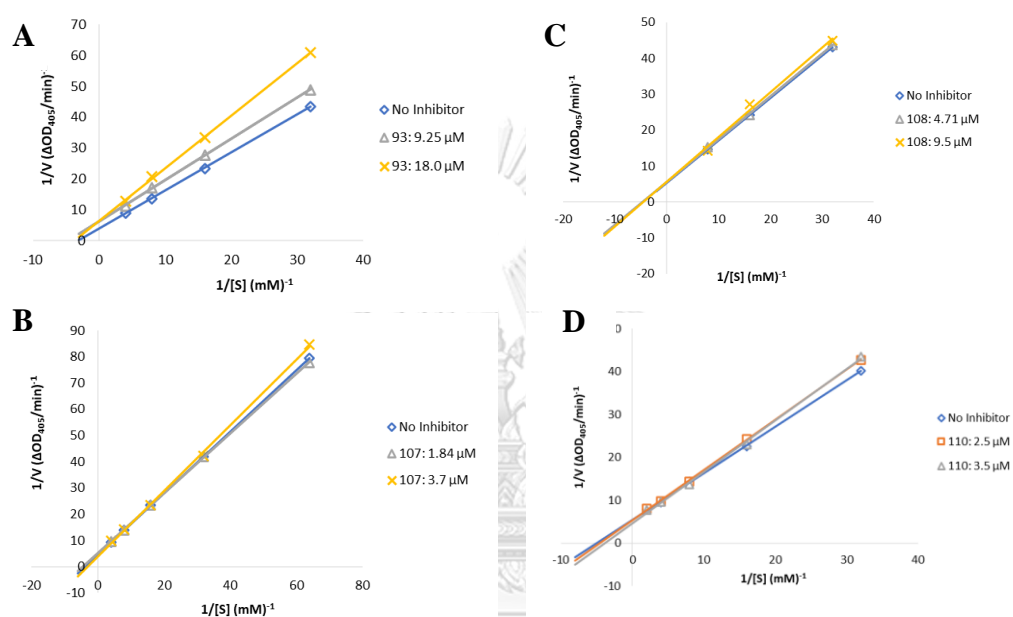 A
70
60
50
40
30
20
10
0
-10
0
10
20
30
40
1/V (ΔOD₄₀₅/min)⁻¹
1/[S] (mM)⁻¹
No Inhibitor
93: 9.25 µM
93: 18.0 µM
C
50
40
30
20
10
0
-10
-20
-20
-10
0
10
20
30
40
1/V (ΔOD₄₀₅/min)⁻¹
1/[S] (mM)⁻¹
No Inhibitor
108: 4.71 µM
108: 9.5 µM
B
90
80
70
60
50
40
30
20
10
0
-10
-20
0
20
40
60
80
1/V (ΔOD₄₀₅/min)⁻¹
1/[S] (mM)⁻¹
No Inhibitor
107: 1.84 µM
107: 3.7 µM
D
0
40
30
20
10
0
-10
-10
0
10
20
30
40
1/V (ΔOD₄₀₅/min)⁻¹
1/[S] (mM)⁻¹
No Inhibitor
110: 2.5 µM
110: 3.5 µM